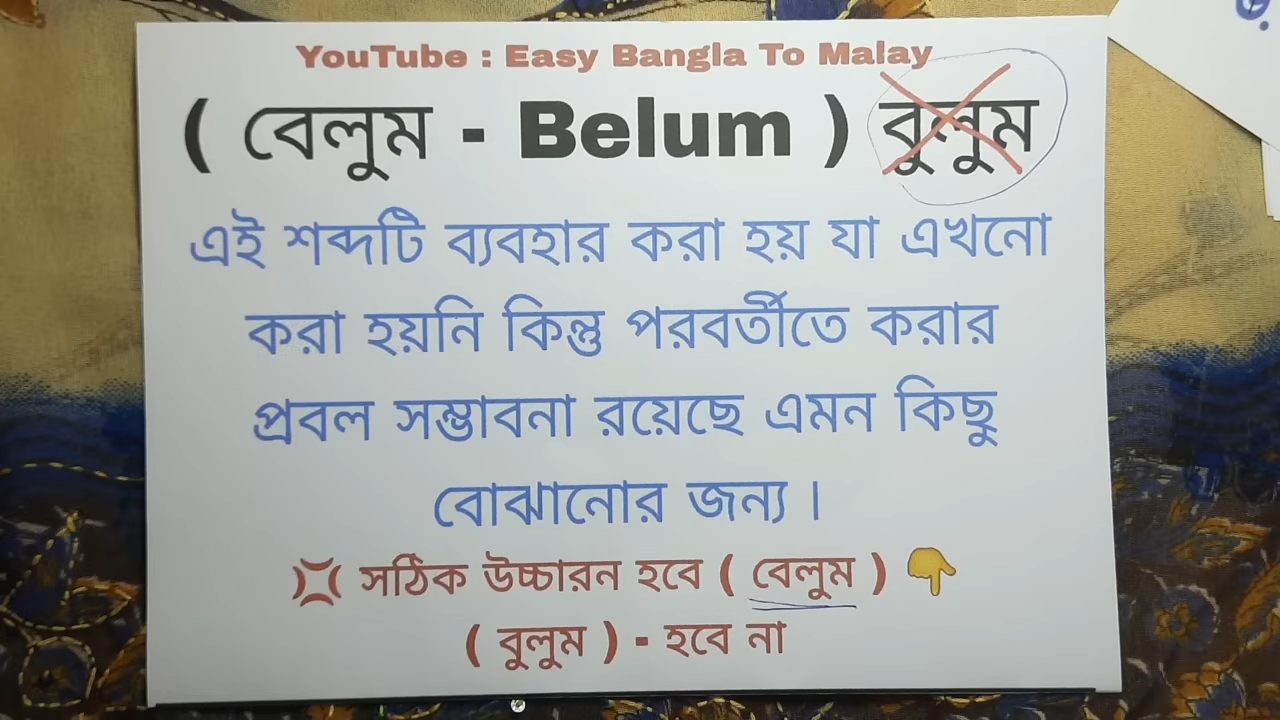 YouTube : Easy Bangla To Malay
( বেলুম - Belum ) বুলুম
এই শব্দটি ব্যবহার করা হয় যা এখনো
করা হয়নি কিন্তু পরবর্তীতে করার
প্রবল সম্ভাবনা রয়েছে এমন কিছু
বোঝানোর জন্য ।
💢 সঠিক উচ্চারন হবে ( বেলুম ) 👇
( বুলুম ) - হবে না